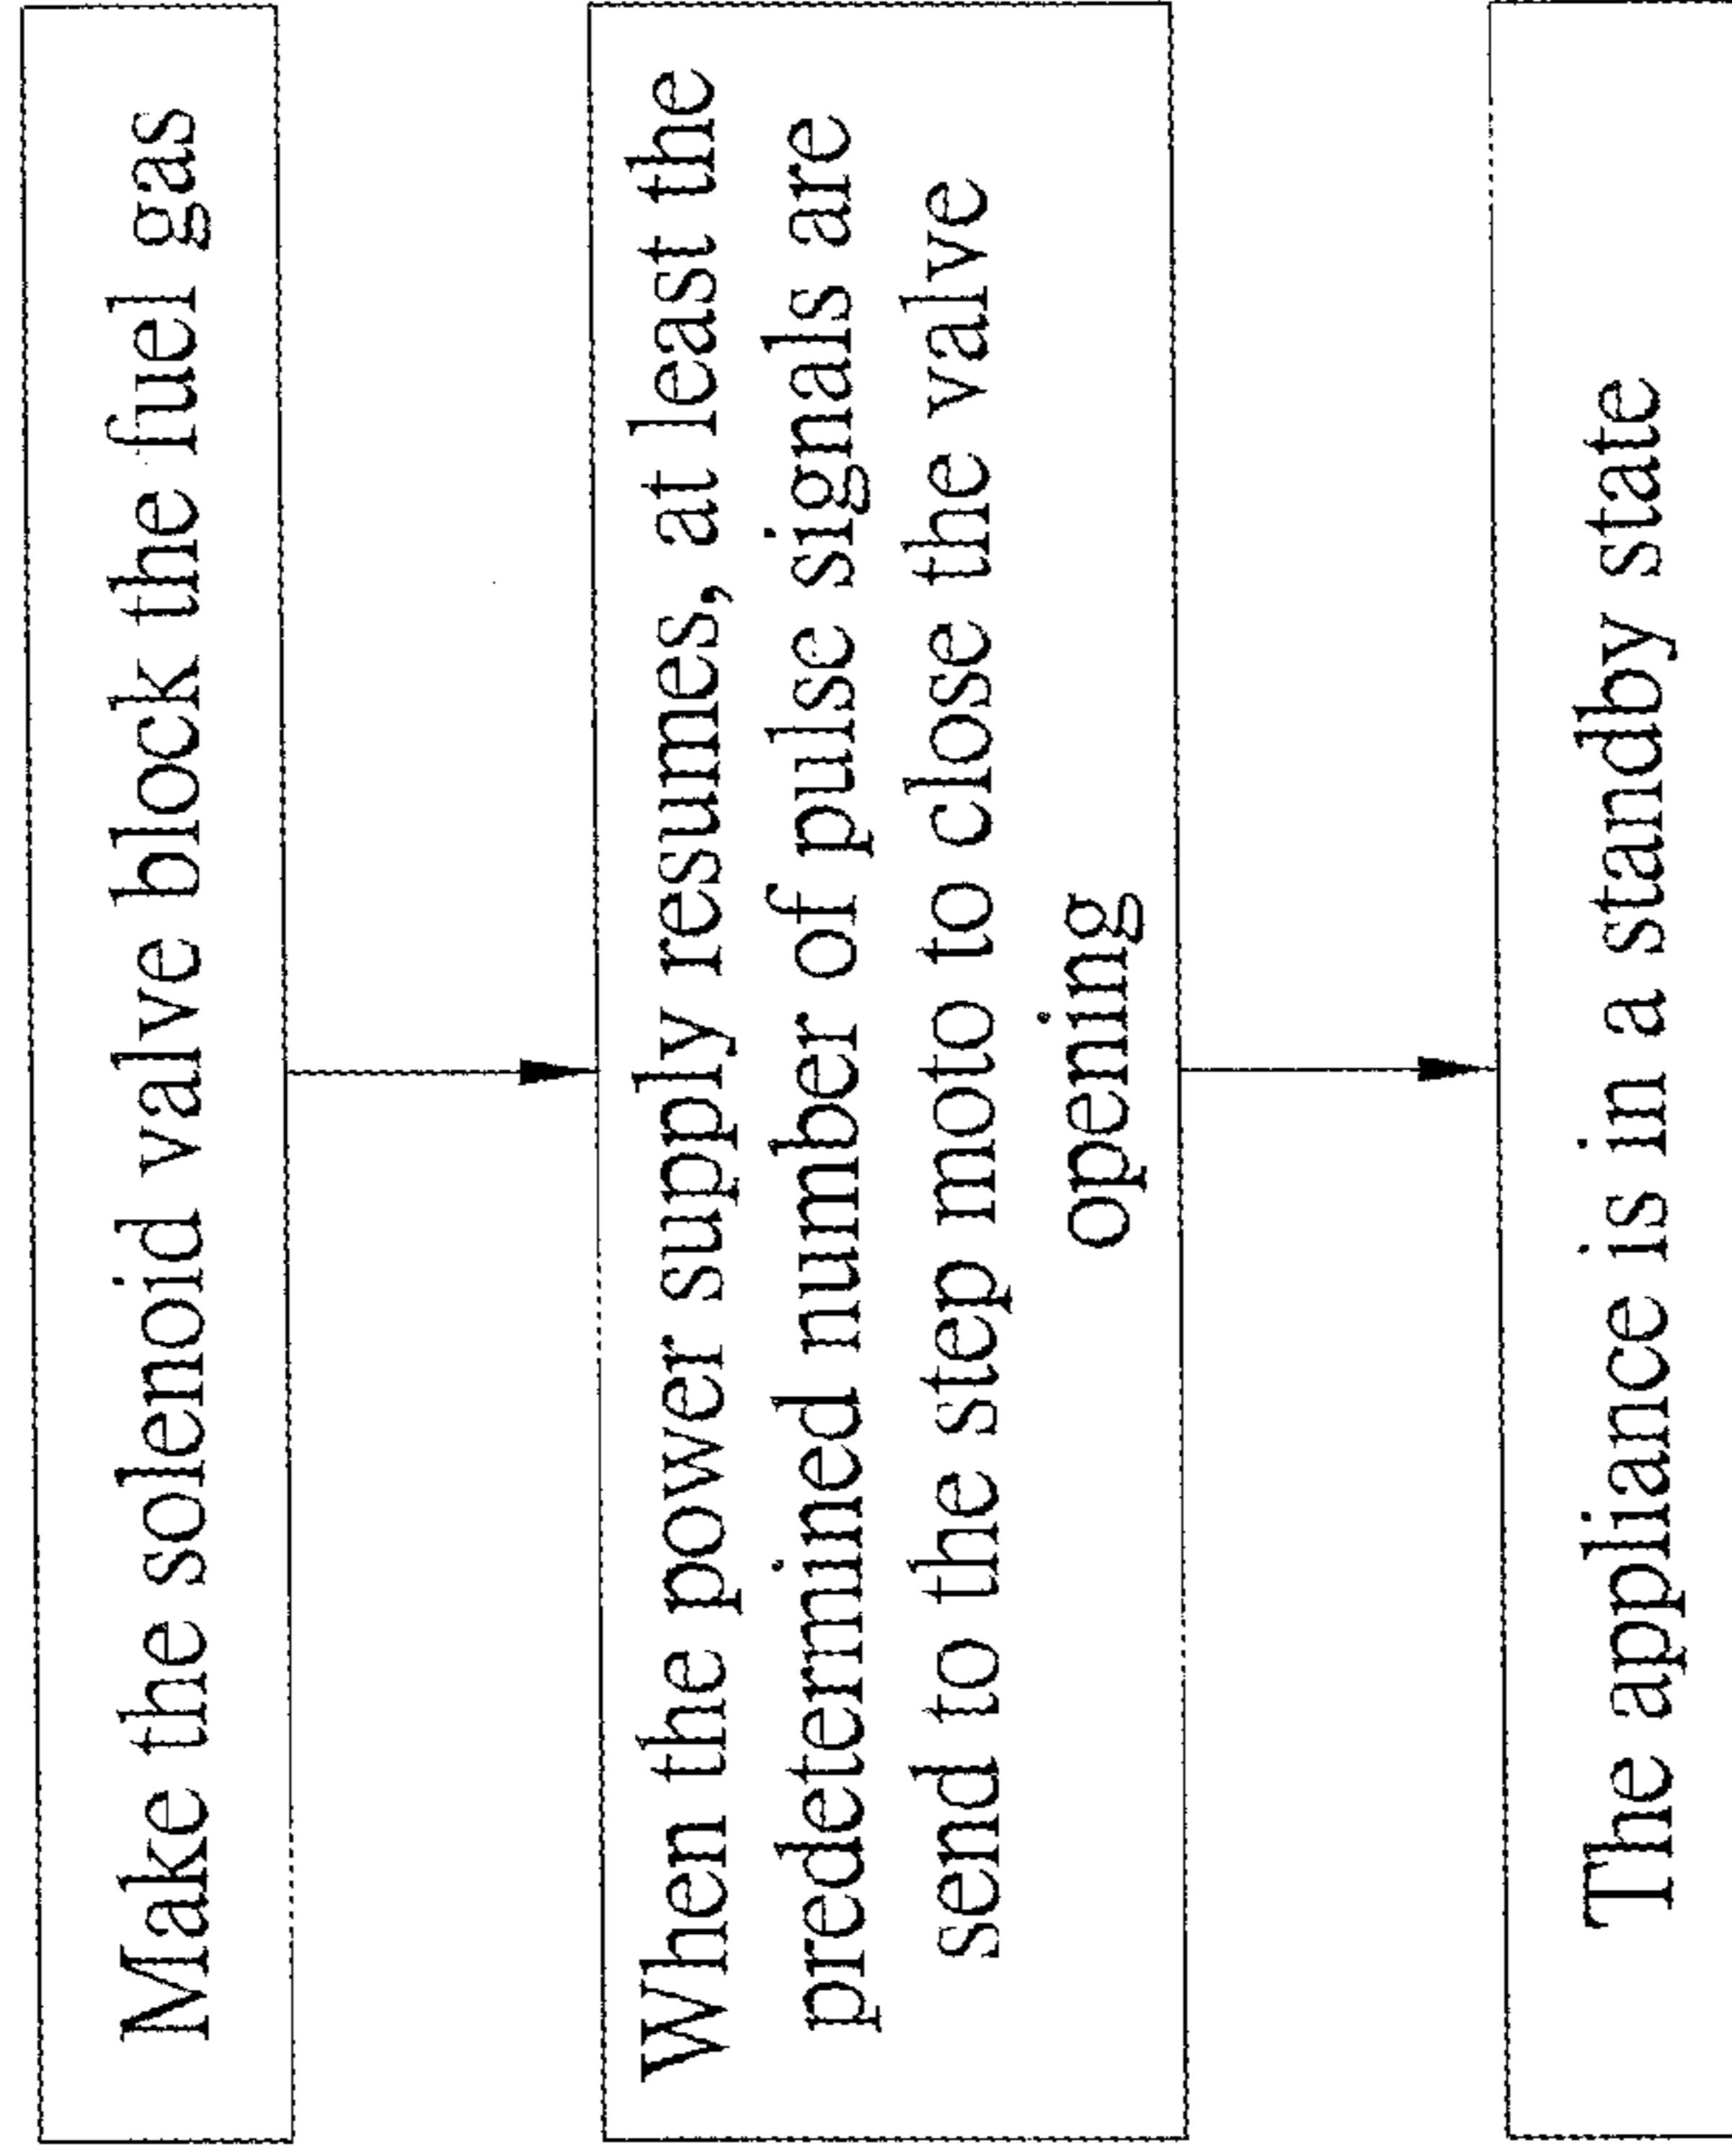 Make the solenoid valve block the fuel gas
When the power supply resumes, at least the
predetermined number of pulse signals are
send to the step moto to close the valve
opening
The appliance is in a standby state